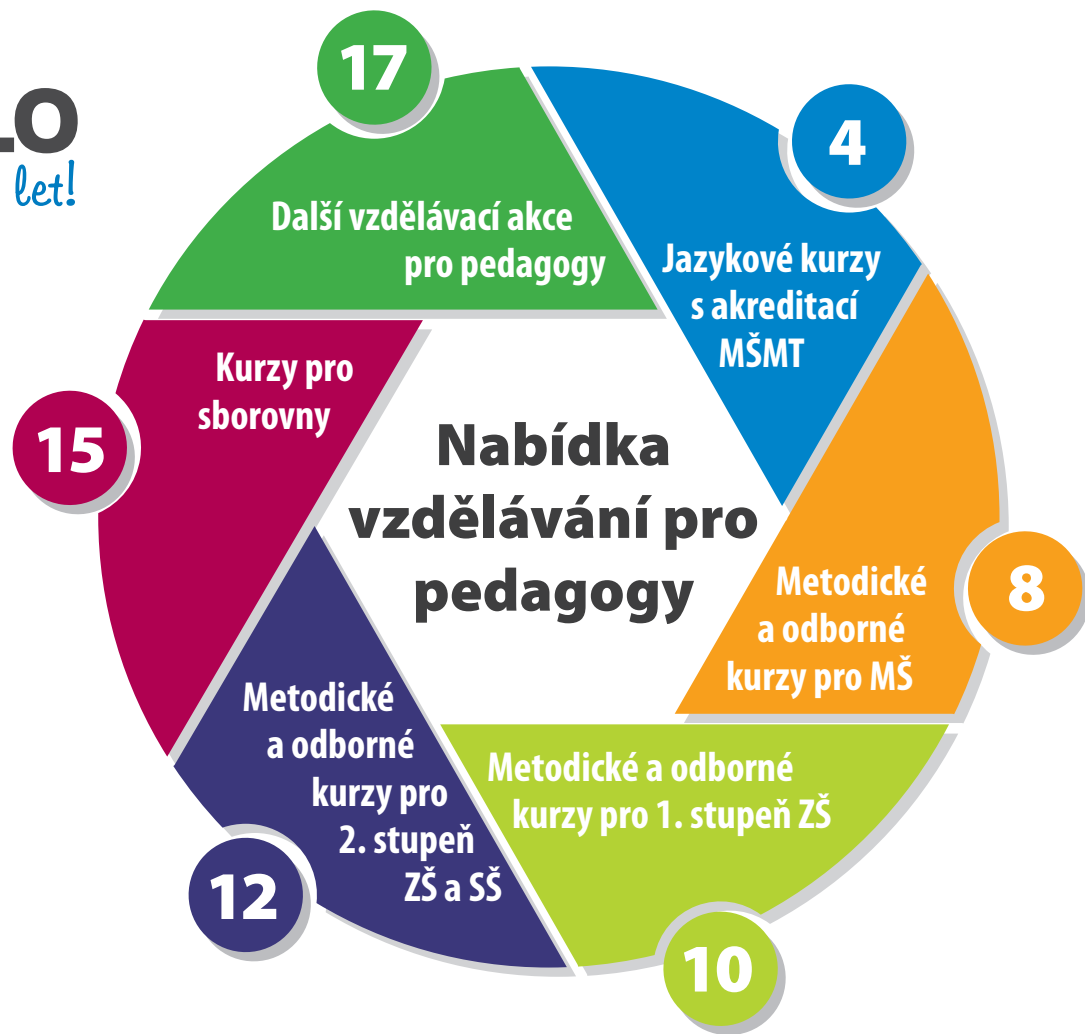 LO
let!
17
Další vzdělávací akce
pro pedagogy
4
Jazykové kurzy
s akreditací
MŠMT
Kurzy pro
sborovny
15
Nabídka
vzdělávání pro
pedagogy
Metodické
a odborné
kurzy pro MŠ
8
Metodické
a odborné
kurzy pro
2. stupeň
ZŠ a SŠ
12
Metodické a odborné
kurzy pro 1. stupeň ZŠ
10